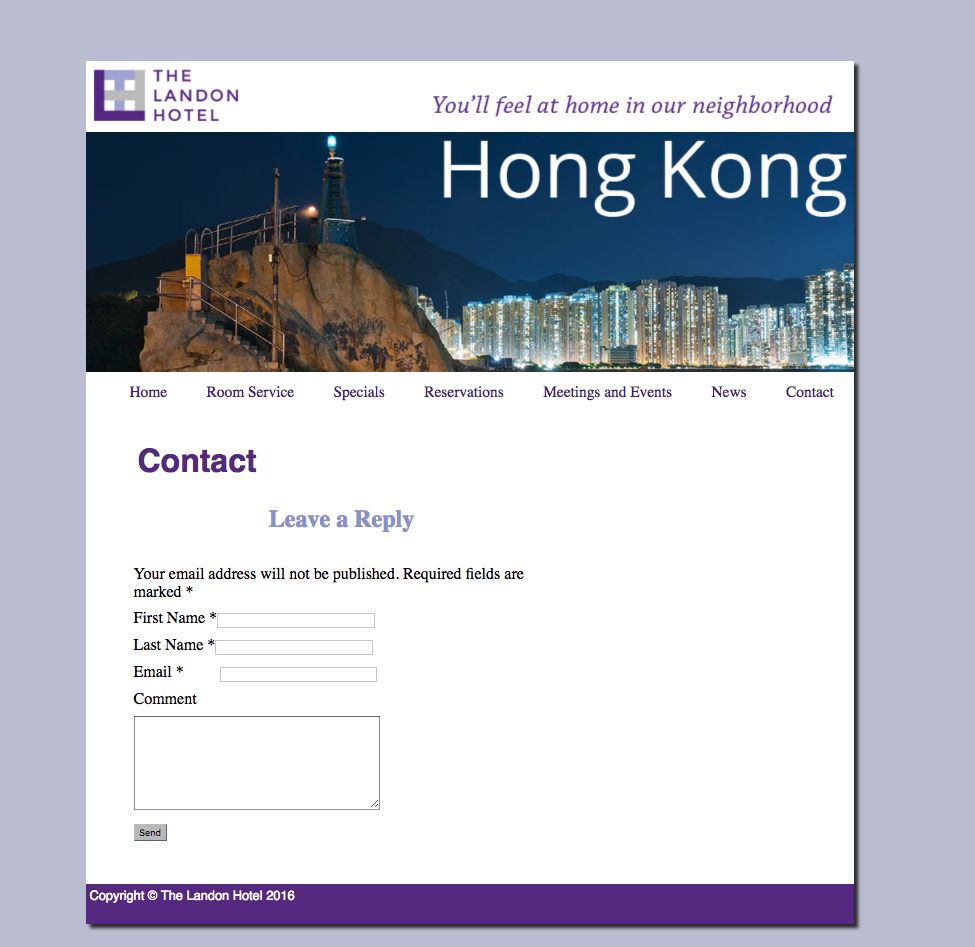 THE
LANDON
HOTEL
You'll feel at home in our neighborhood
Hong Kong
Home Room Service Specials Reservations Meetings and Events News Contact
Contact
Leave a Reply
Your email address will not be published. Required fields are
marked *
First Name *
Last Name *
Email *
Comment
Send
Copyright © The Landon Hotel 2016